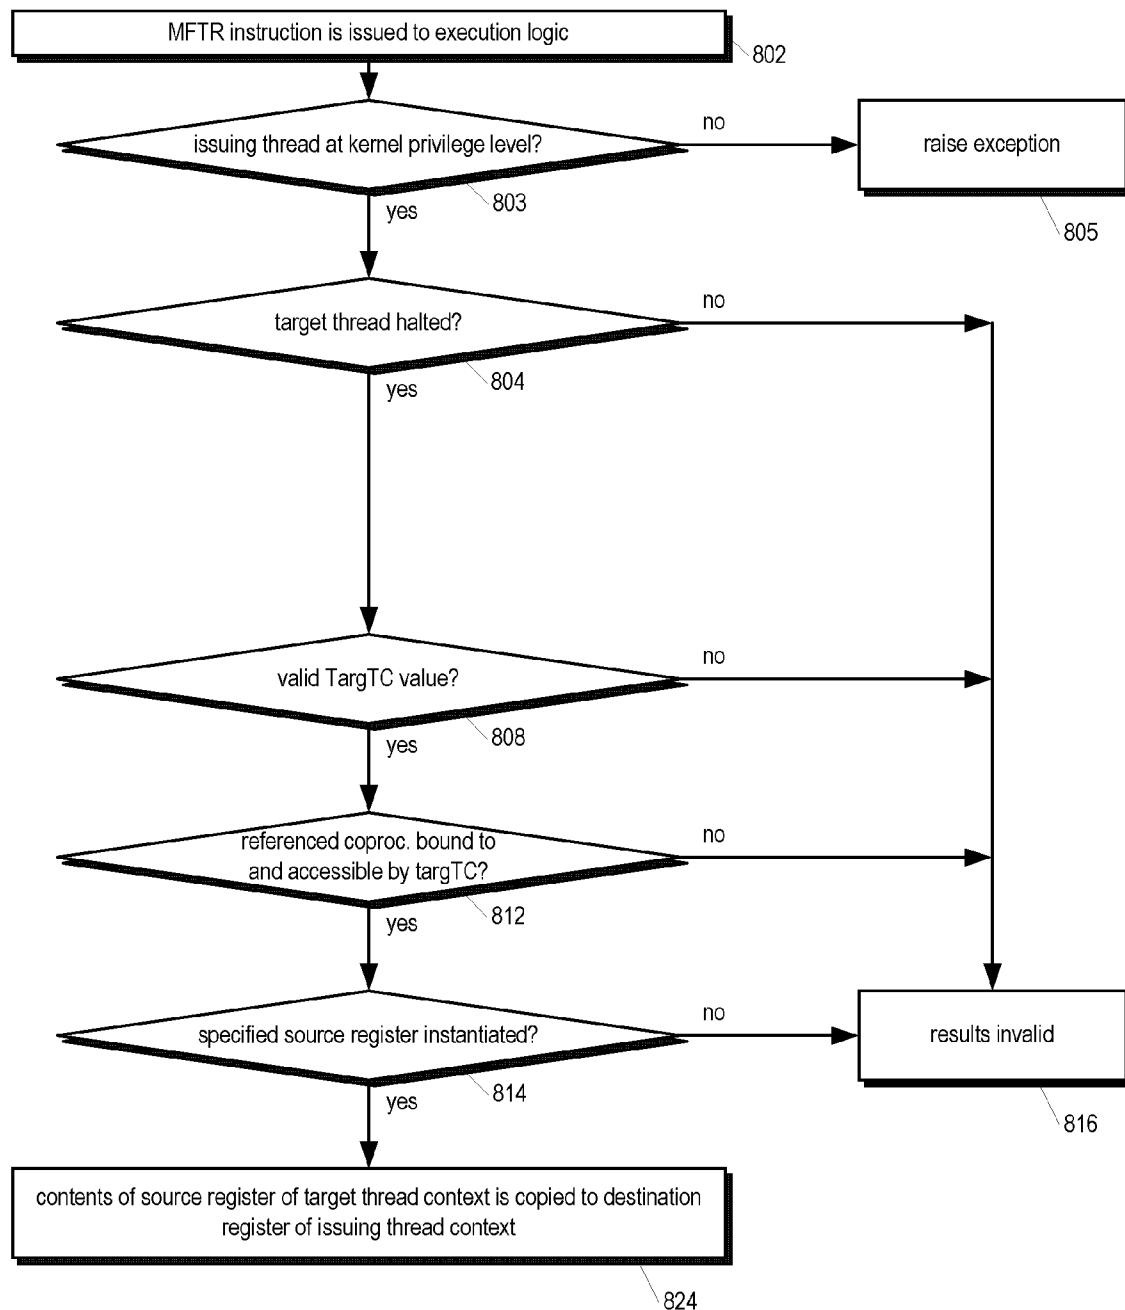 MFTR instruction is issued to execution logic
802
issuing thread at kernel privilege level?
no
raise exception
803
yes
805
target thread halted?
no
804
yes
valid TargTC value?
no
808
yes
referenced coproc. bound to
and accessible by targTC?
no
812
yes
specified source register instantiated?
no
results invalid
814
yes
816
contents of source register of target thread context is copied to destination
register of issuing thread context
824